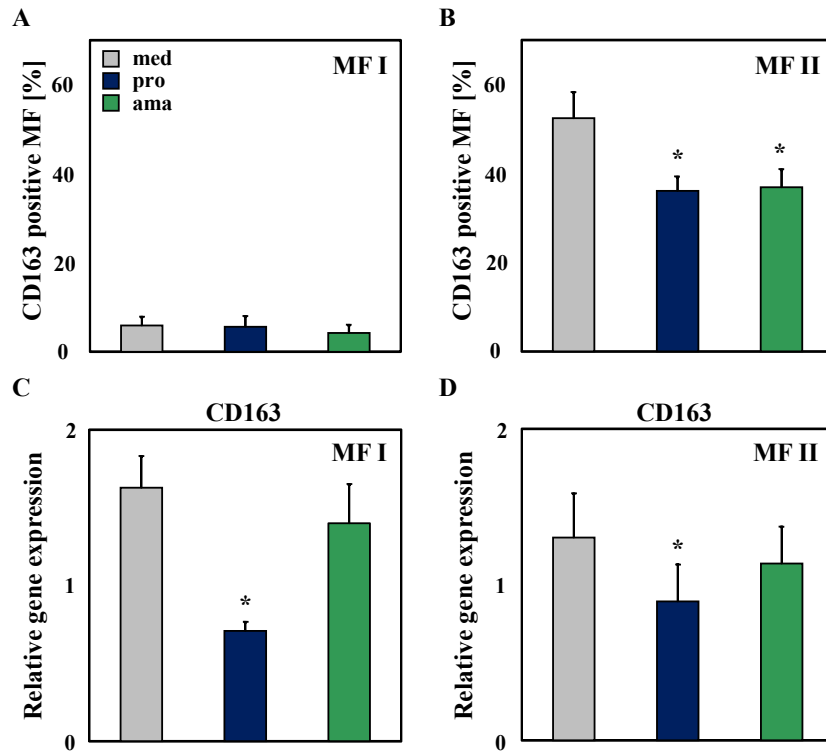 A
CD163 positive MF [%]
60
40
20
0
med
pro
ama
MF I
B
CD163 positive MF [%]
60
40
20
0
MF II
*
*
C
CD163
Relative gene expression
2
1
0
MF I
*
D
CD163
Relative gene expression
2
1
0
MF II
*